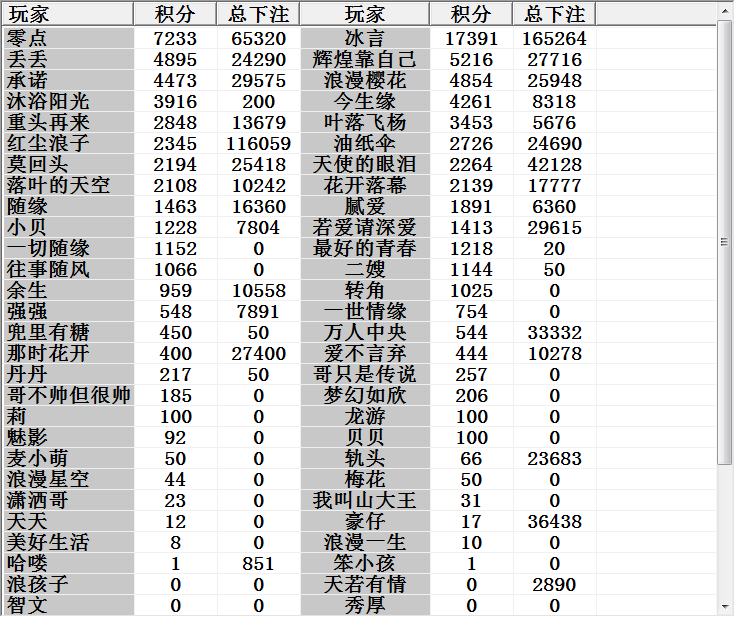 玩家 积分 总下注 玩家 积分 总下注
零点 7233 65320 冰言 17391 165264
丢丢 4895 24290 辉煌靠自己 5216 27716
承诺 4473 29575 浪漫樱花 4854 25948
沐浴阳光 3916 200 今生缘 4261 8318
重头再来 2848 13679 叶落飞杨 3453 5676
红尘浪子 2345 116059 油纸伞 2726 24690
莫回头 2194 25418 天使的眼泪 2264 42128
落叶的天空 2108 10242 花开落幕 2139 17777
随缘 1463 16360 腻爱 1891 6360
小贝 1228 7804 若爱请深爱 1413 29615
一切随缘 1152 0 最好的青春 1218 20
往事随风 1066 0 二嫂 1144 50
余生 959 10558 转角 1025 0
强强 548 7891 一世情缘 754 0
兜里有糖 450 50 万人中央 544 33332
那时花开 400 27400 爱不言弃 444 10278
丹丹 217 50 哥只是传说 257 0
哥不帅但很帅 185 0 梦幻如欣 206 0
莉 100 0 龙游 100 0
魅影 92 0 贝贝 100 0
麦小萌 50 0 轨头 66 23683
浪漫星空 44 0 梅花 50 0
潇洒哥 23 0 我叫山大王 31 0
天天 12 0 豪仔 17 36438
美好生活 8 0 浪漫一生 10 0
哈喽 1 851 笨小孩 1 0
浪孩子 0 0 天若有情 0 2890
智文 0 0 秀厚 0 0